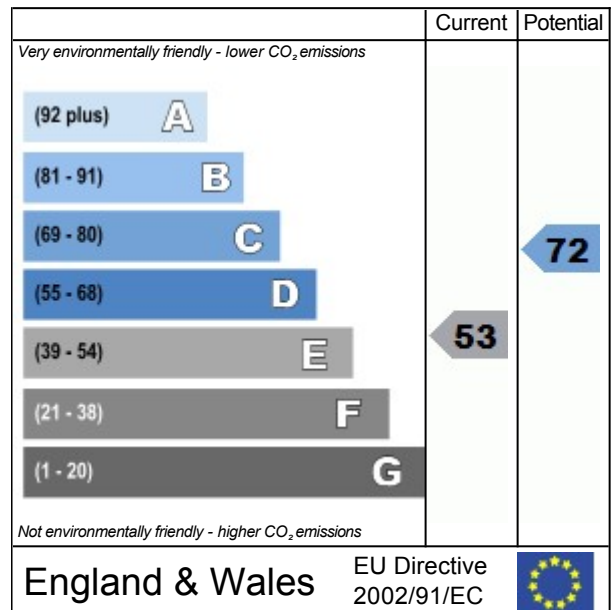 Current Potential
Very environmentally friendly - lower CO₂ emissions
(92 plus) A
(81 - 91) B
(69 - 80) C
72
(55 - 68) D
53
(39 - 54) E
(21 - 38) F
(1 - 20) G
Not environmentally friendly - higher CO₂ emissions
England & Wales
EU Directive
2002/91/EC